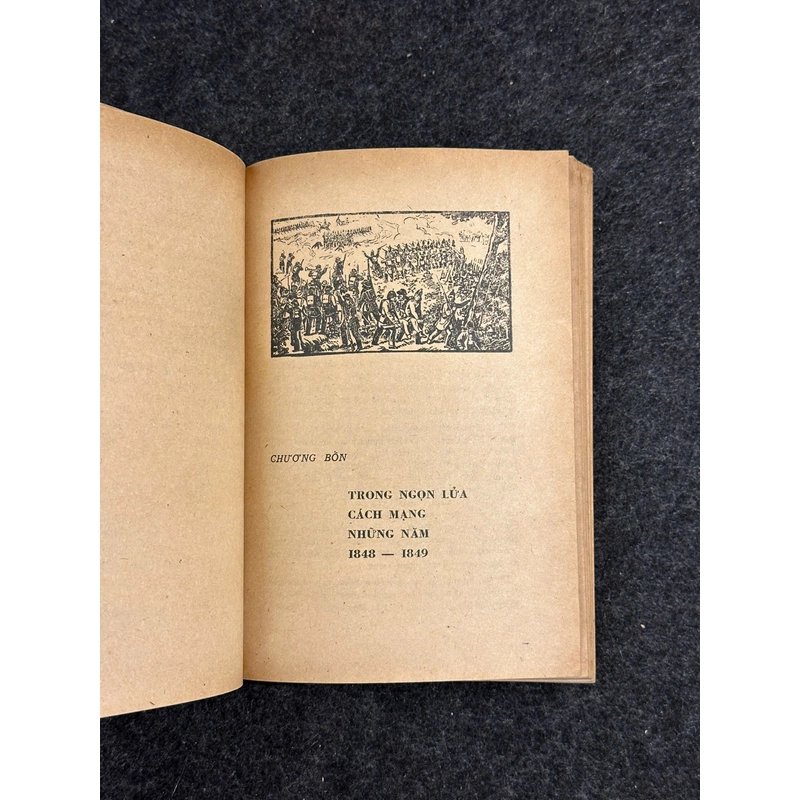 CHƯƠNG BỐN
TRONG NGỌN LỬA
CÁCH MẠNG
NHỮNG NĂM
1848 — 1849